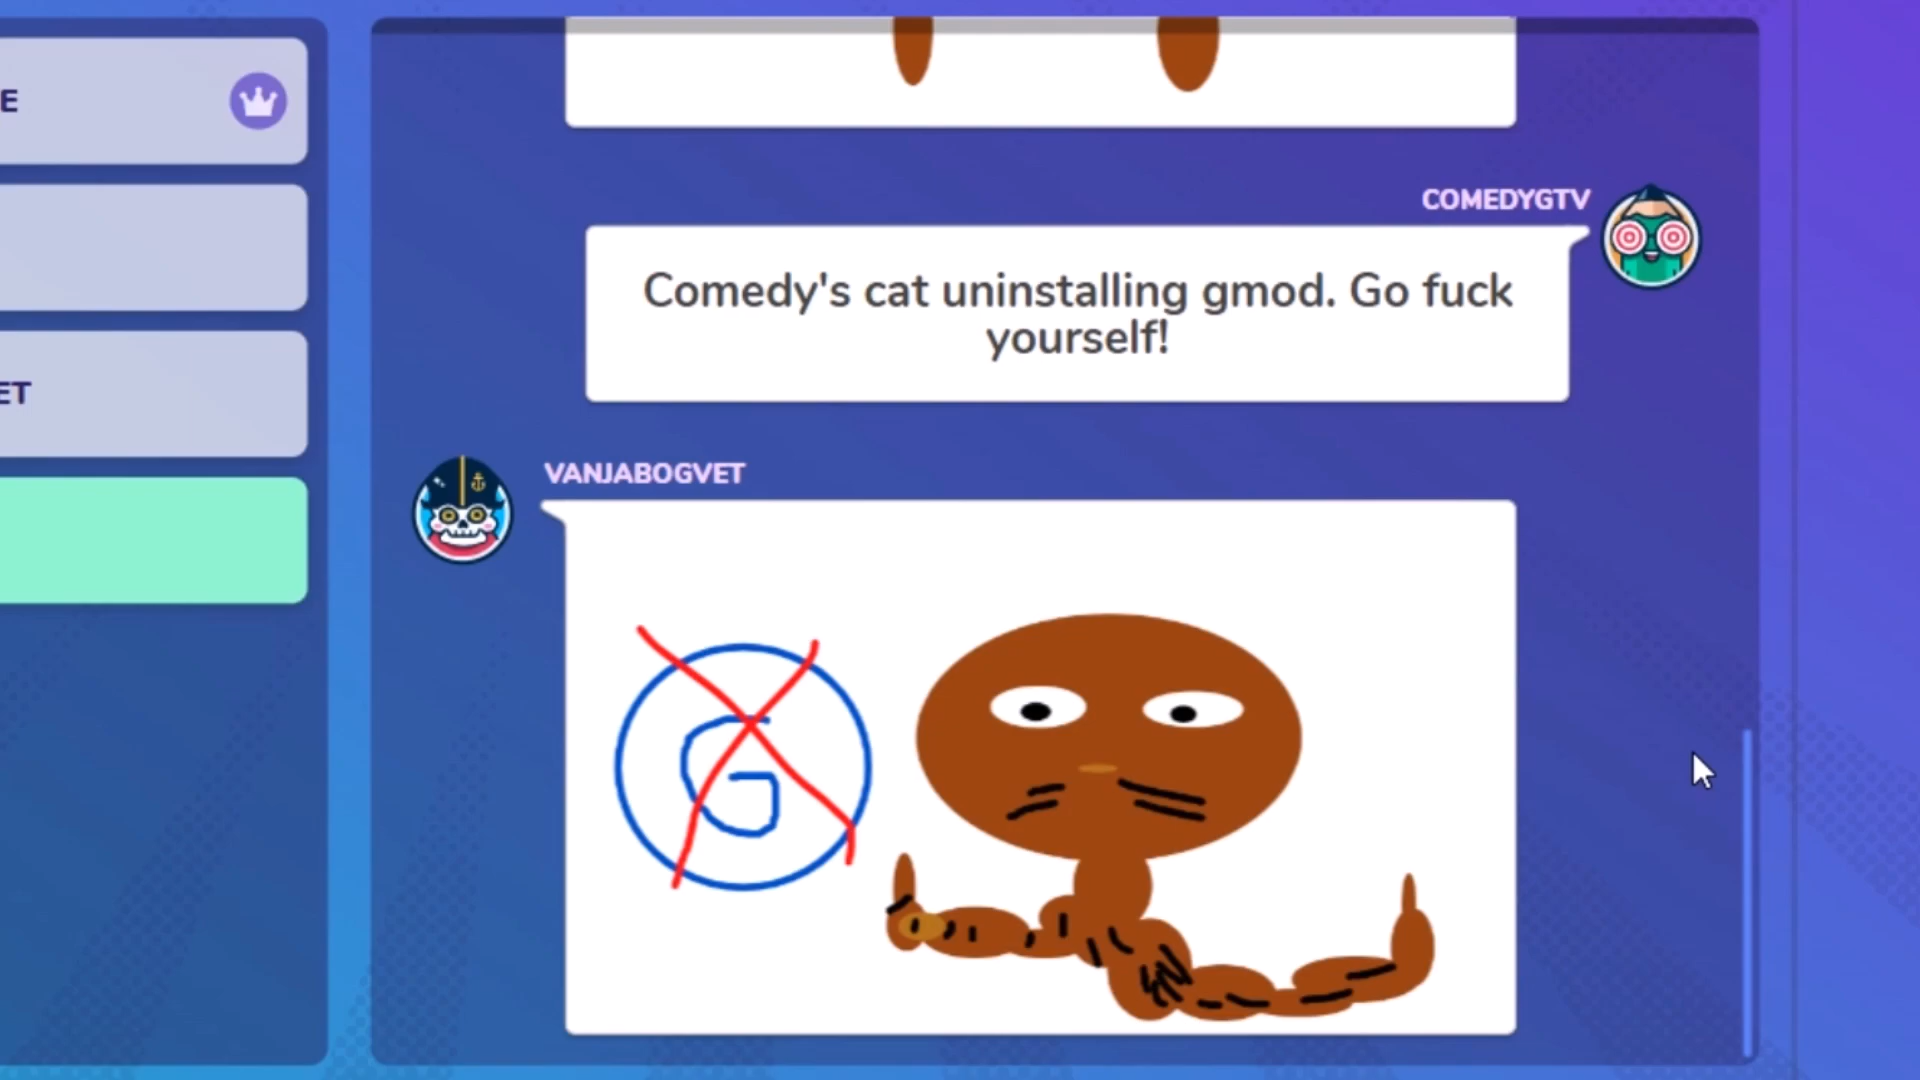 E
ET
COMEDYGTV
Comedy's cat uninstalling gmod. Go fuck
yourself!
VANJABOGVET
G